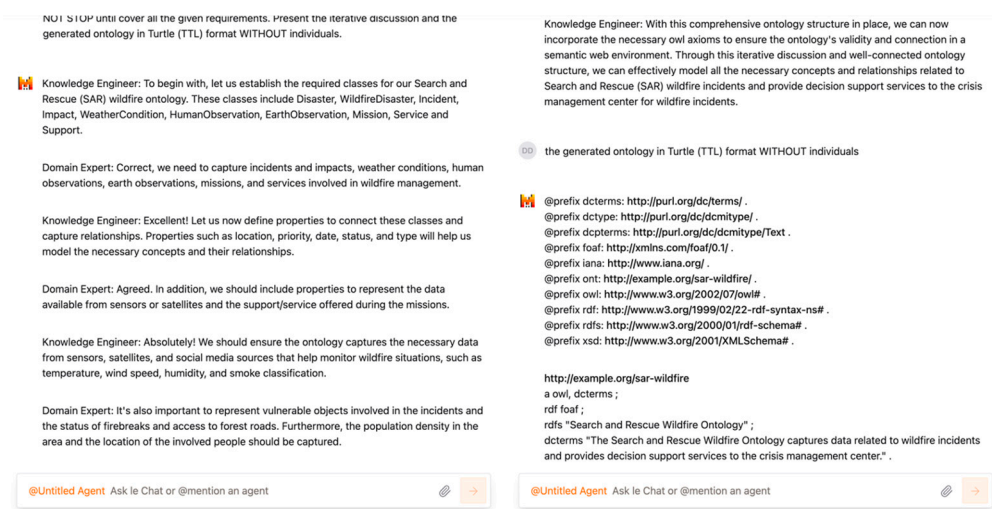 NOT STOP until cover all the given requirements. Present the iterative discussion and the
generated ontology in Turtle (TTL) format WITHOUT individuals.
Knowledge Engineer: To begin with, let us establish the required classes for our Search and
Rescue (SAR) wildfire ontology. These classes include Disaster, WildfireDisaster, Incident,
Impact, WeatherCondition, HumanObservation, EarthObservation, Mission, Service and
Support.
Domain Expert: Correct, we need to capture incidents and impacts, weather conditions, human
observations, earth observations, missions, and services involved in wildfire management.
Knowledge Engineer: Excellent! Let us now define properties to connect these classes and
capture relationships. Properties such as location, priority, date, status, and type will help us
model the necessary concepts and their relationships.
Domain Expert: Agreed. In addition, we should include properties to represent the data
available from sensors or satellites and the support/service offered during the missions.
Knowledge Engineer: Absolutely! We should ensure the ontology captures the necessary data
from sensors, satellites, and social media sources that help monitor wildfire situations, such as
temperature, wind speed, humidity, and smoke classification.
Domain Expert: It's also important to represent vulnerable objects involved in the incidents and
the status of firebreaks and access to forest roads. Furthermore, the population density in the
area and the location of the involved people should be captured.
@Untitled Agent Ask le Chat or @mention an agent
Knowledge Engineer: With this comprehensive ontology structure in place, we can now
incorporate the necessary owl axioms to ensure the ontology's validity and connection in a
semantic web environment. Through this iterative discussion and well-connected ontology
structure, we can effectively model all the necessary concepts and relationships related to
Search and Rescue (SAR) wildfire incidents and provide decision support services to the crisis
management center for wildfire incidents.
DD the generated ontology in Turtle (TTL) format WITHOUT individuals
@prefix dcterms: http://purl.org/dc/terms/ .
@prefix dctype: http://purl.org/dc/dcmitype/ .
@prefix dcpterms: http://purl.org/dc/dcmitype/Text .
@prefix foaf: http://xmlns.com/foaf/0.1/ .
@prefix iana: http://www.iana.org/ .
@prefix ont: http://example.org/sar-wildfire/ .
@prefix owl: http://www.w3.org/2002/07/owl# .
@prefix rdf: http://www.w3.org/1999/02/22-rdf-syntax-ns# .
@prefix rdfs: http://www.w3.org/2000/01/rdf-schema# .
@prefix xsd: http://www.w3.org/2001/XMLSchema# .
http://example.org/sar-wildfire
a owl, dcterms ;
rdf foaf ;
rdfs "Search and Rescue Wildfire Ontology" ;
dcterms "The Search and Rescue Wildfire Ontology captures data related to wildfire incidents
and provides decision support services to the crisis management center." .
@Untitled Agent Ask le Chat or @mention an agent